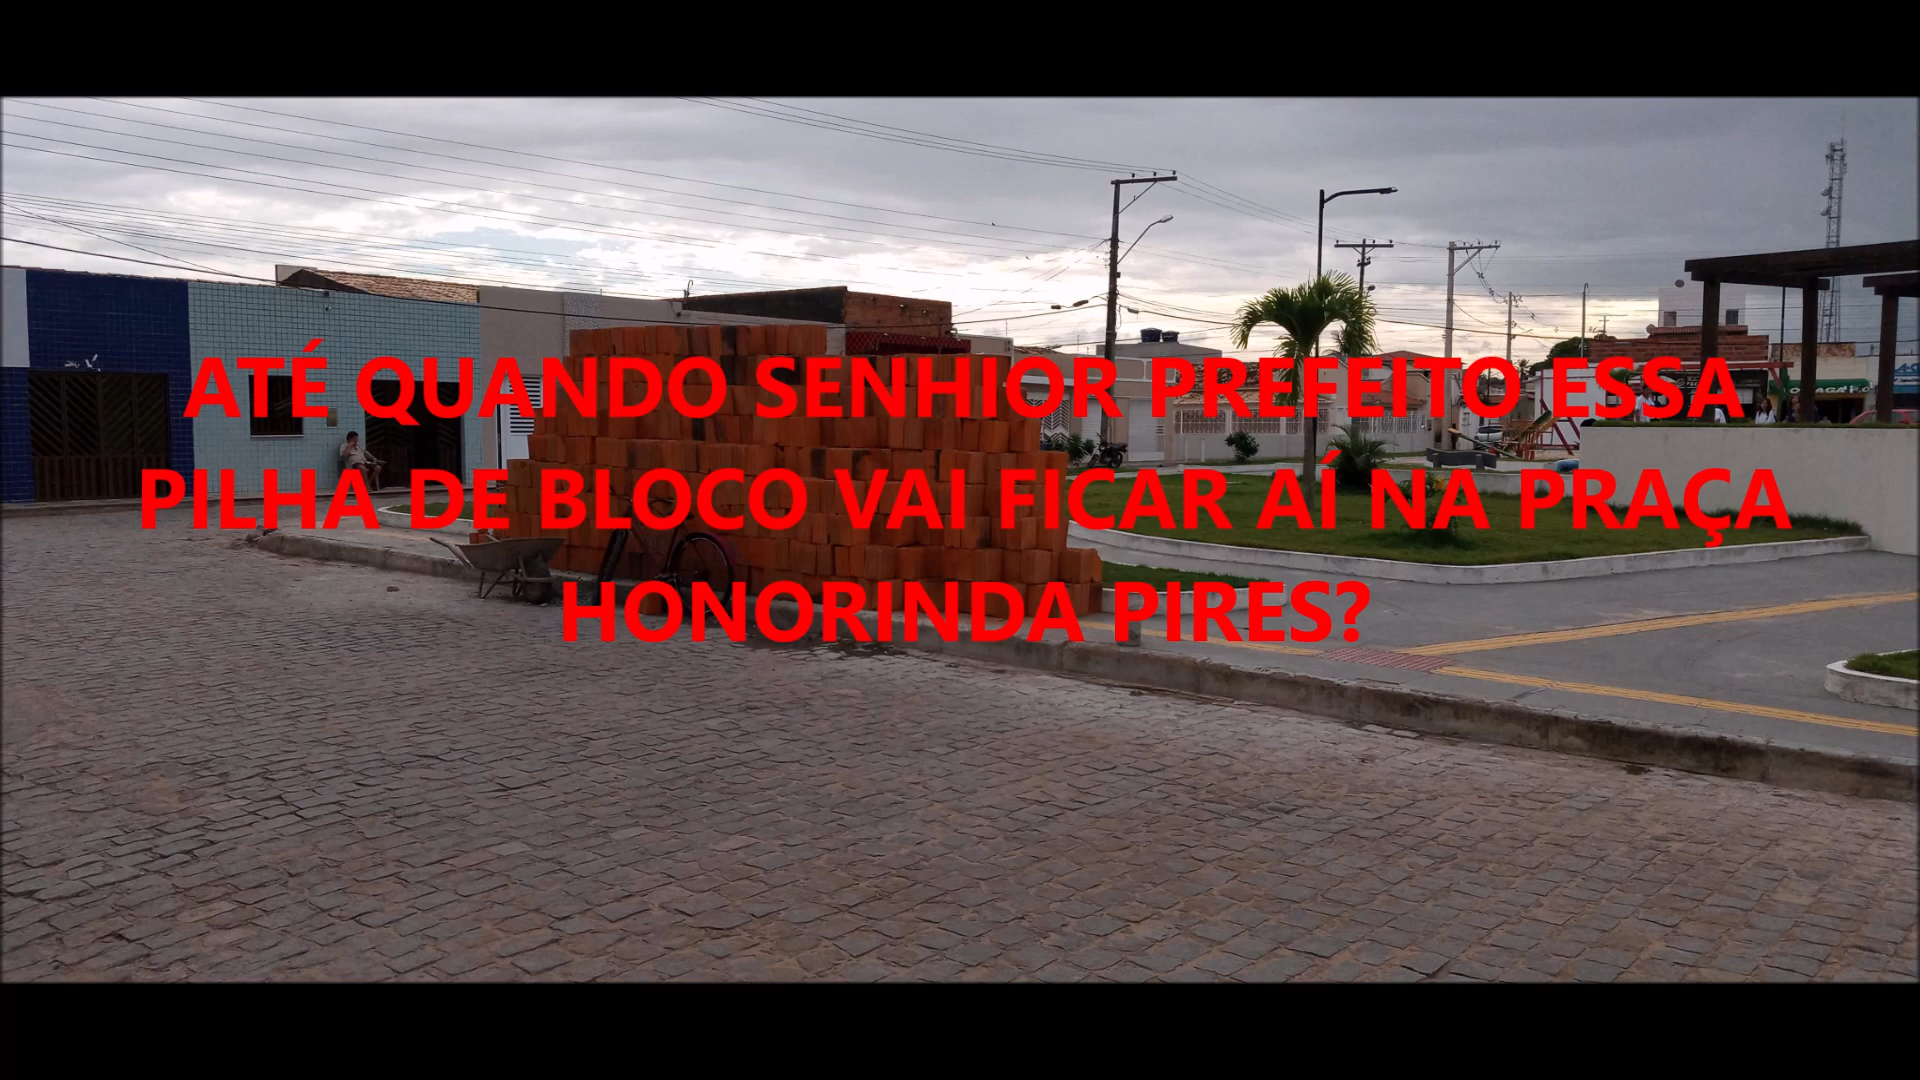 ATÉ QUANDO SENHIOR PREFEITO ESSA
PILHA DE BLOCO VAI FICAR AÍ NA PRAÇA
HONORINDA PIRES?